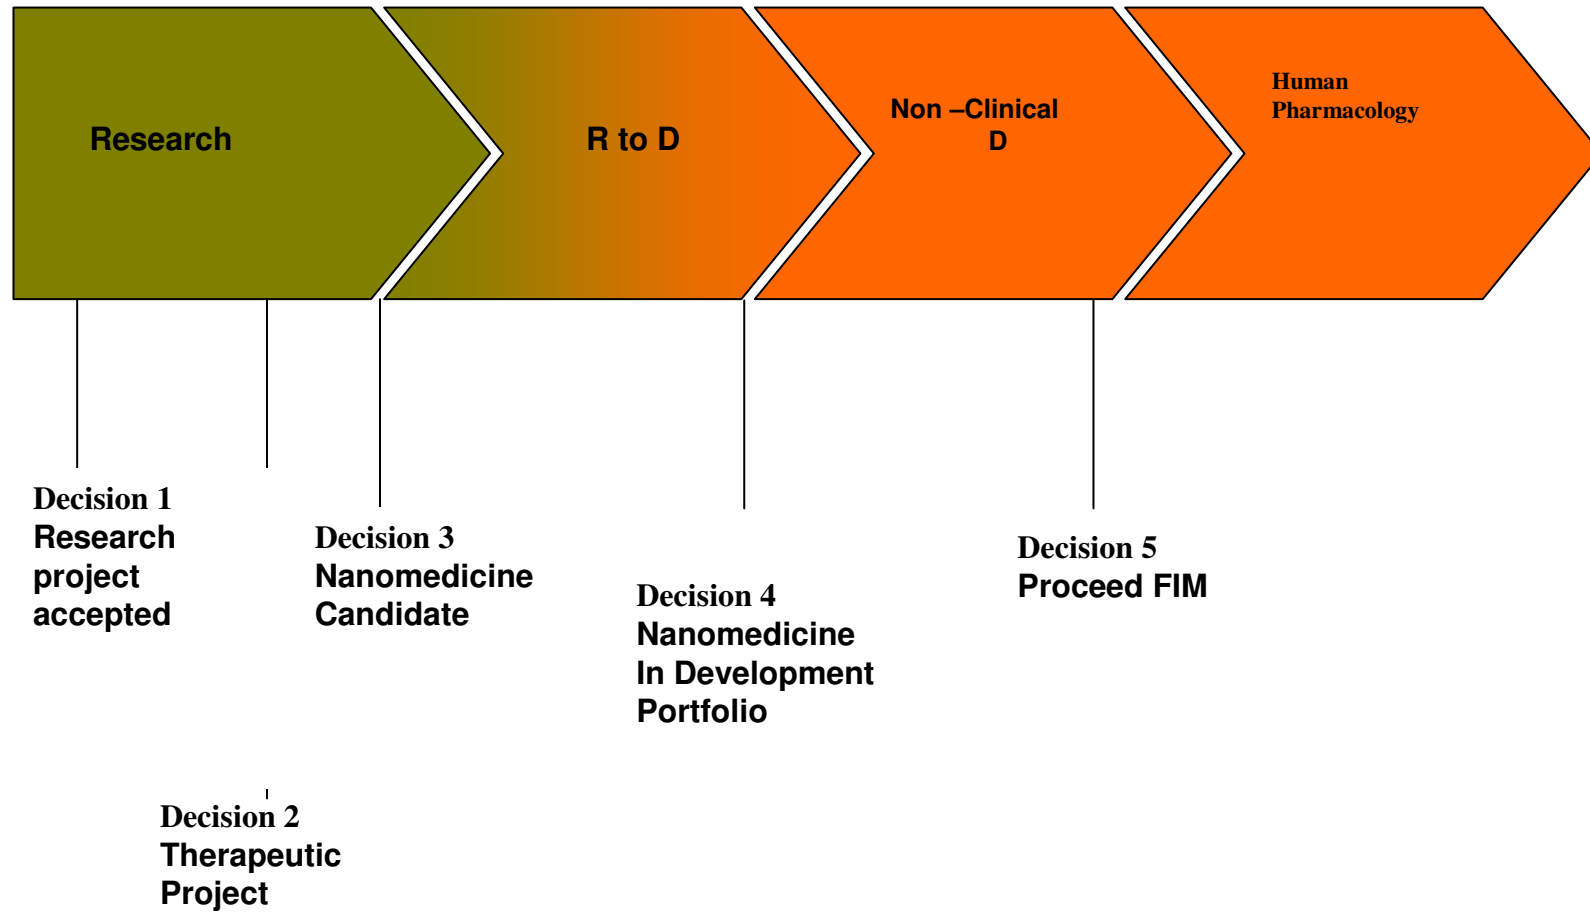 Research
R to D
Non –Clinical
D
Human
Pharmacology
Decision 1
Research
project
accepted
Decision 2
Therapeutic
Project
Decision 3
Nanomedicine
Candidate
Decision 4
Nanomedicine
In Development
Portfolio
Decision 5
Proceed FIM